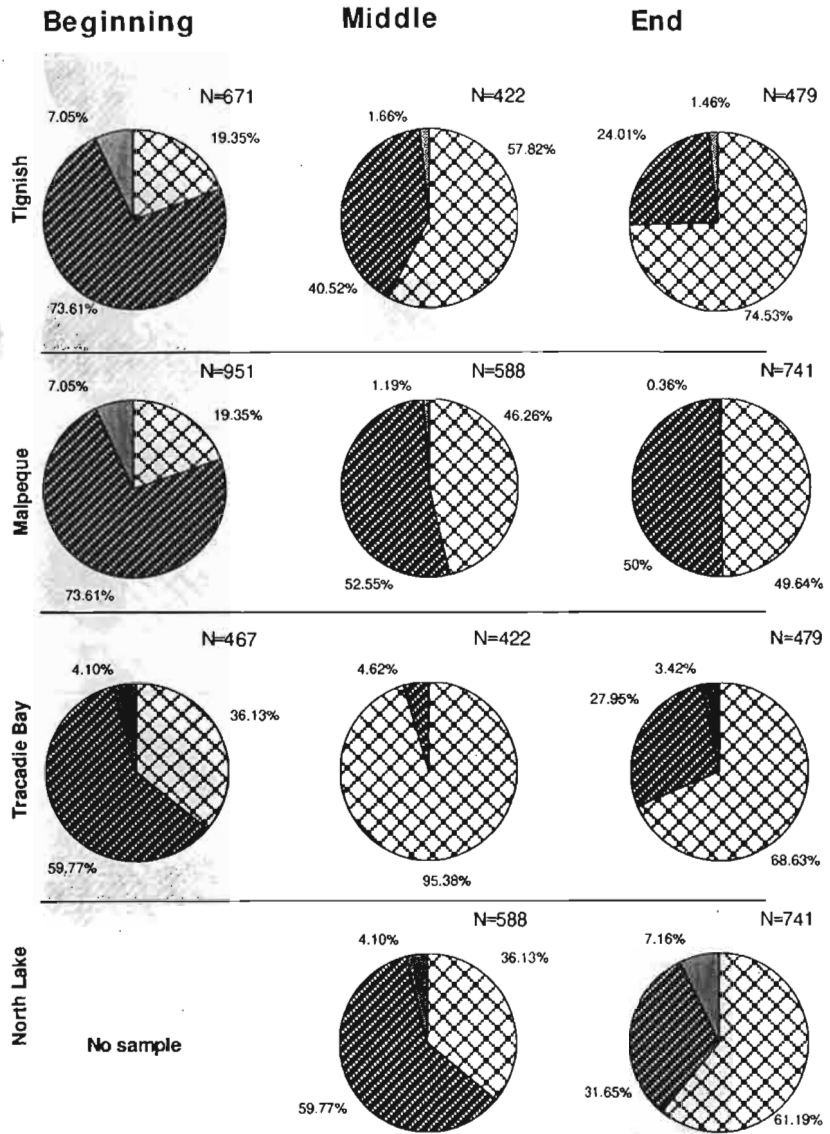 Beginning Middle End
Tignish
N=671 N=422 N=479
7.05% 19.35% 1.66% 57.82% 1.46% 24.01%
73.61% 40.52% 74.53%
Malpeque
N=951 N=588 N=741
7.05% 19.35% 1.19% 46.26% 0.36%
73.61% 52.55% 50% 49.64%
Tracadie Bay
N=467 N=422 N=479
4.10% 36.13% 4.62% 3.42% 27.95%
59.77% 95.38% 68.63%
North Lake
N=588 N=741
4.10% 36.13% 7.16%
No sample
59.77% 31.65% 61.19%